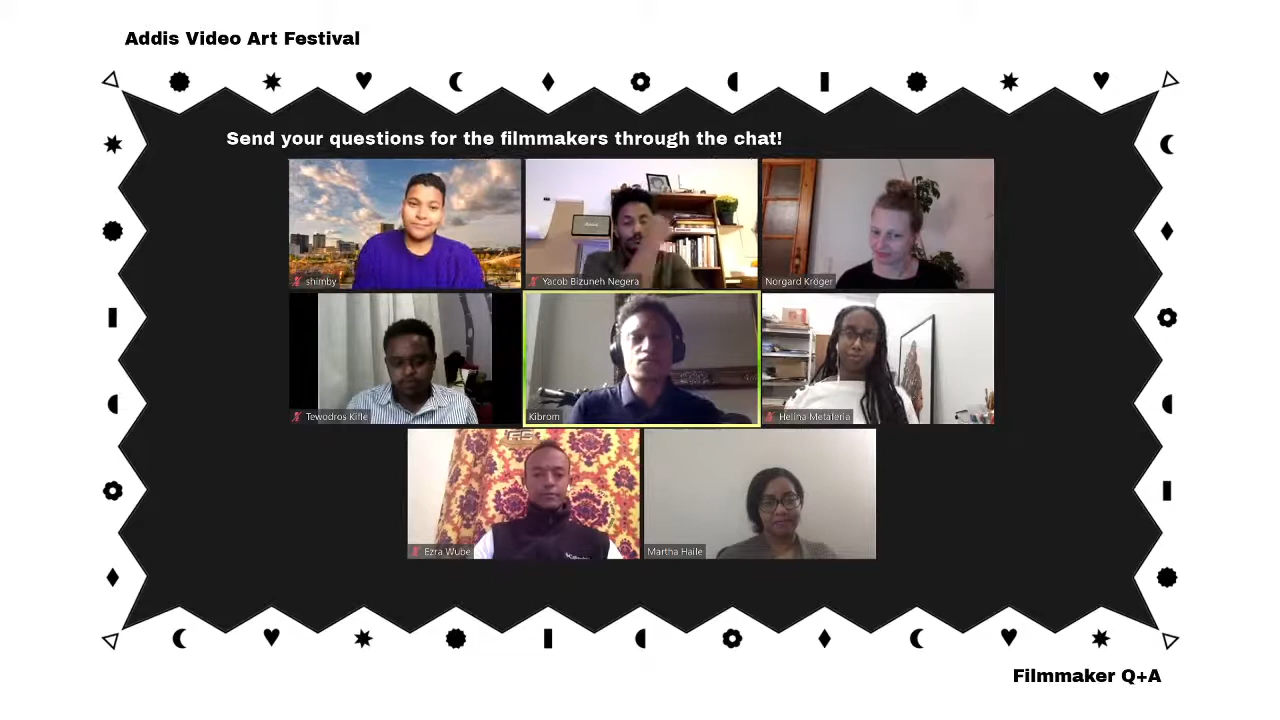 Addis Video Art Festival
Send your questions for the filmmakers through the chat!
shimby
Yacob Bizuneh Negera
Norgard Kröger
Tewodros Kifle
Kibrom
Helina Metaferia
Ezra Wube
Martha Haile
Filmmaker Q+A